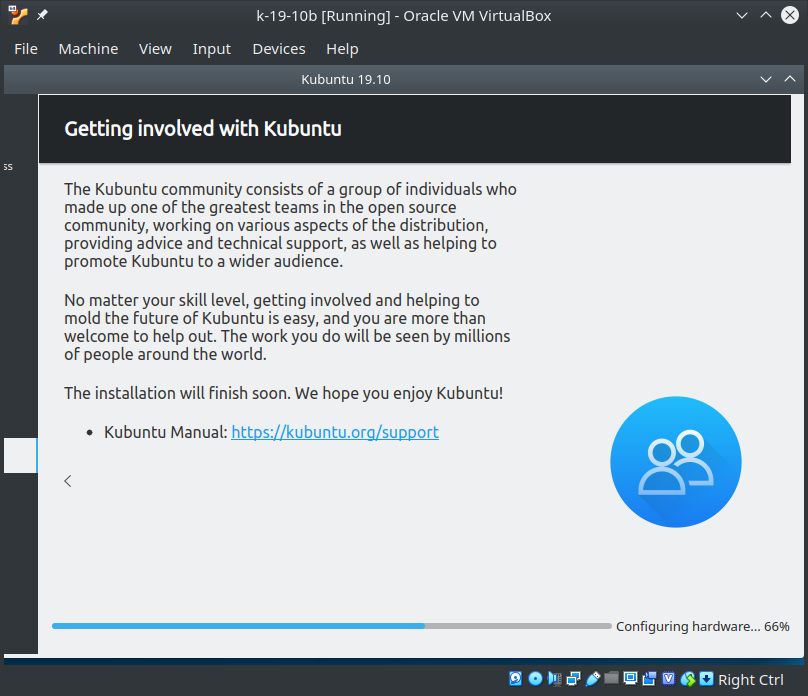 k-19-10b [Running] - Oracle VM VirtualBox
File Machine View Input Devices Help
Kubuntu 19.10
Getting involved with Kubuntu
ss
The Kubuntu community consists of a group of individuals who
made up one of the greatest teams in the open source
community, working on various aspects of the distribution,
providing advice and technical support, as well as helping to
promote Kubuntu to a wider audience.
No matter your skill level, getting involved and helping to
mold the future of Kubuntu is easy, and you are more than
welcome to help out. The work you do will be seen by millions
of people around the world.
The installation will finish soon. We hope you enjoy Kubuntu!
• Kubuntu Manual: https://kubuntu.org/support
<
Configuring hardware... 66%
Right Ctrl